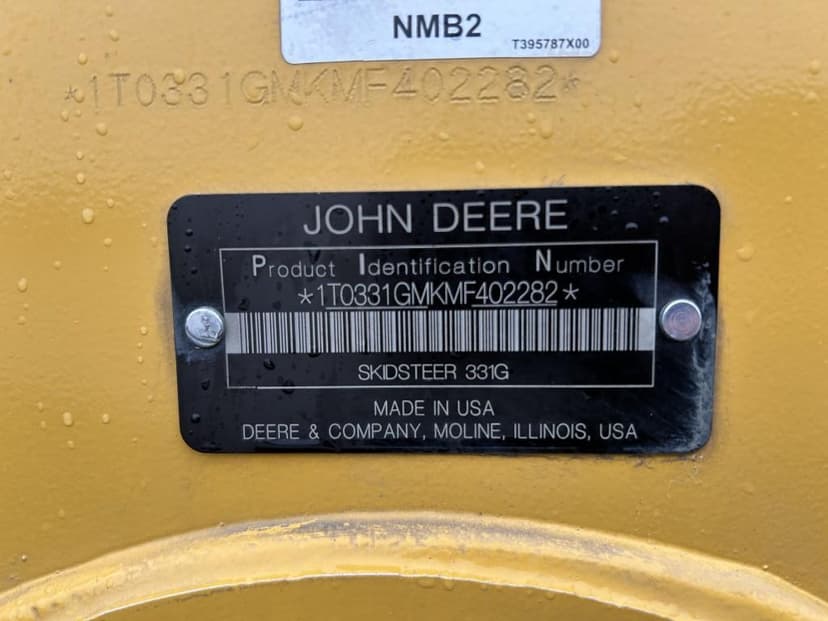 NMB2
T395787X00
*1T0331GMKMF402282*
JOHN DEERE
Product Identification Number
*1T0331GMKMF402282*
SKIDSTEER 331G
MADE IN USA
DEERE & COMPANY, MOLINE, ILLINOIS, USA